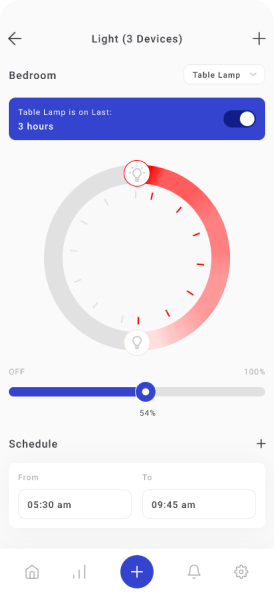 Light (3 Devices)
Bedroom
Table Lamp
Table Lamp is on Last:
3 hours
OFF
100%
54%
Schedule
From
To
05:30 am
09:45 am